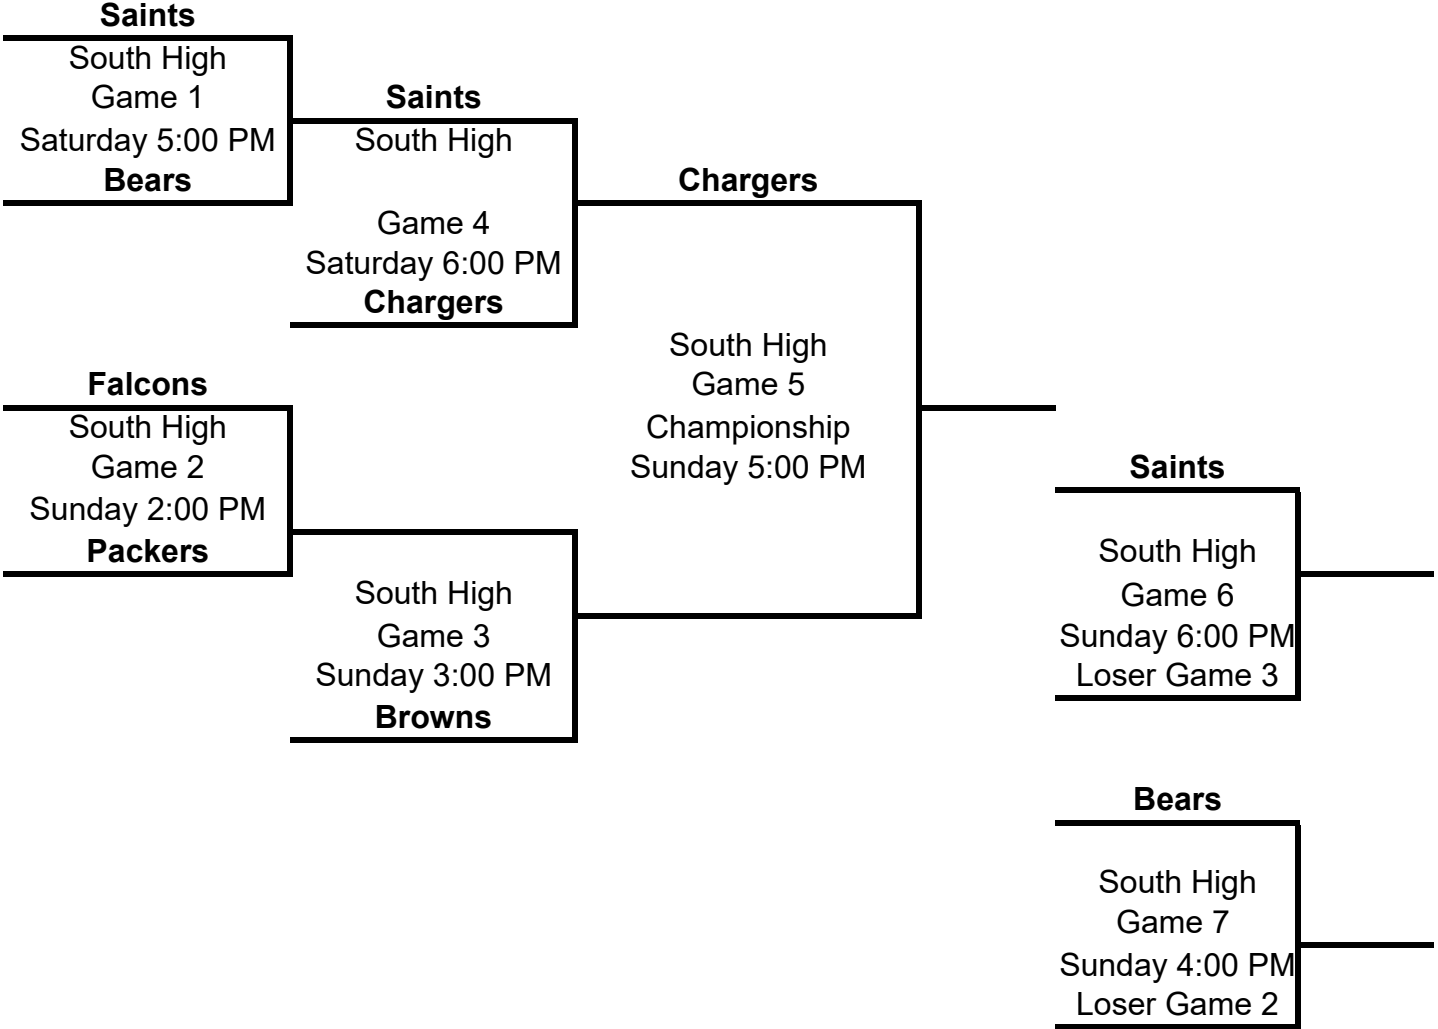 Saints
South High
Game 1
Saturday 5:00 PM
Bears
Saints
South High
Game 4
Saturday 6:00 PM
Chargers
Chargers
South High
Game 5
Championship
Sunday 5:00 PM
Falcons
South High
Game 2
Sunday 2:00 PM
Packers
South High
Game 3
Sunday 3:00 PM
Browns
Saints
South High
Game 6
Sunday 6:00 PM
Loser Game 3
Bears
South High
Game 7
Sunday 4:00 PM
Loser Game 2